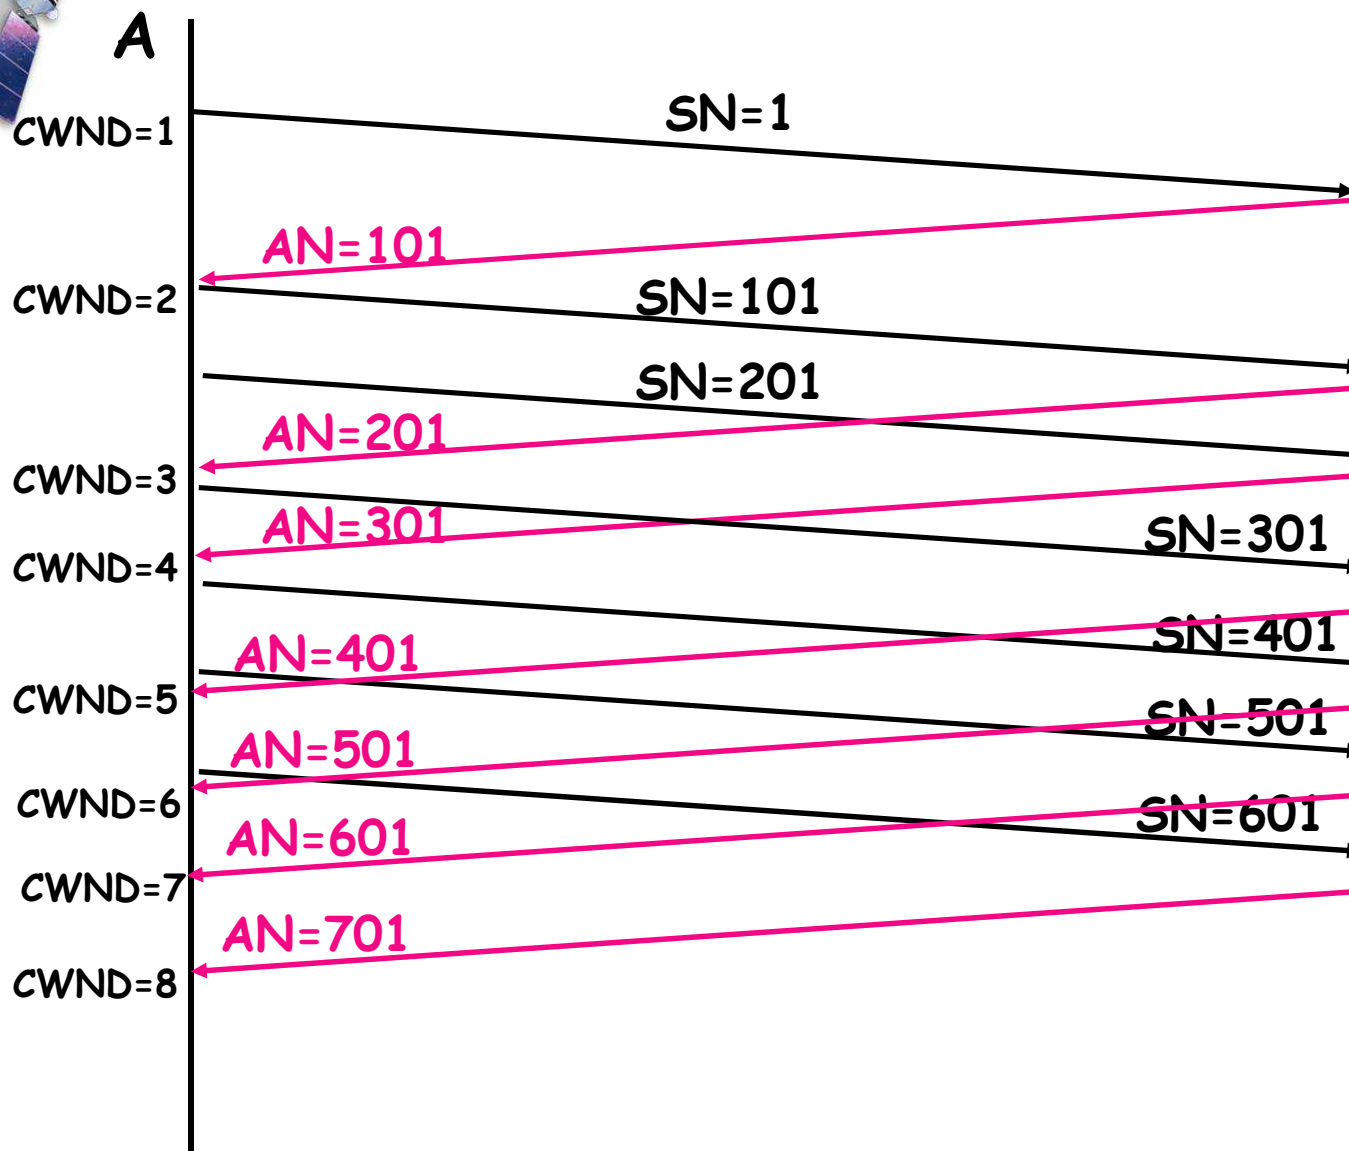 A
SN=1
CWND=1
AN=101
CWND=2
SN=101
SN=201
AN=201
CWND=3
AN=301
SN=301
CWND=4
SN=401
AN=401
CWND=5
SN=501
AN=501
CWND=6
SN=601
AN=601
CWND=7
AN=701
CWND=8